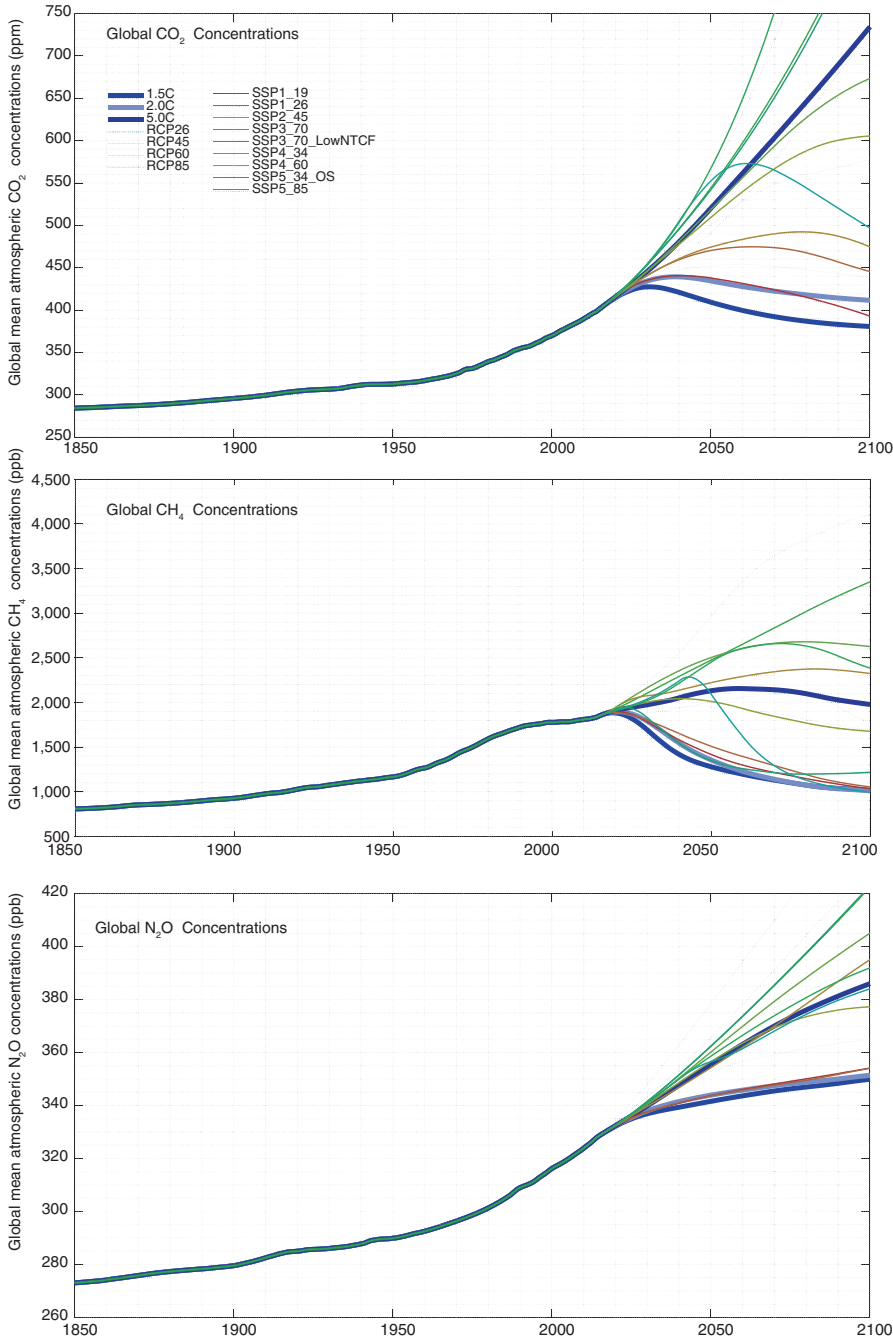 Global CO₂ Concentrations
Global mean atmospheric CO₂ concentrations (ppm)
750
700
650
600
550
500
450
400
350
300
250
1.5C
2.0C
5.0C
RCP26
RCP45
RCP60
RCP85
SSP1_19
SSP1_26
SSP2_45
SSP3_70
SSP3_70_LowNTCF
SSP4_34
SSP4_60
SSP5_34_OS
SSP5_85
1850 1900 1950 2000 2050 2100
Global CH₄ Concentrations
Global mean atmospheric CH₄ concentrations (ppb)
4,500
4,000
3,500
3,000
2,500
2,000
1,500
1,000
500
1850 1900 1950 2000 2050 2100
Global N₂O Concentrations
Global mean atmospheric N₂O concentrations (ppb)
420
400
380
360
340
320
300
280
260
1850 1900 1950 2000 2050 2100